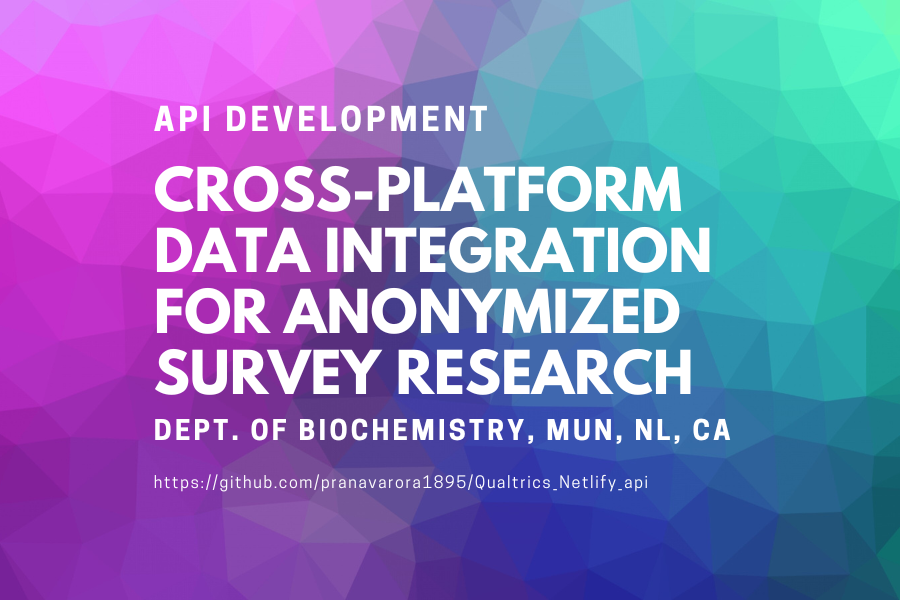 API DEVELOPMENT
CROSS-PLATFORM
DATA INTEGRATION
FOR ANONYMIZED
SURVEY RESEARCH
DEPT. OF BIOCHEMISTRY, MUN, NL, CA
https://github.com/pranavarora1895/Qualtrics_Netlify_api